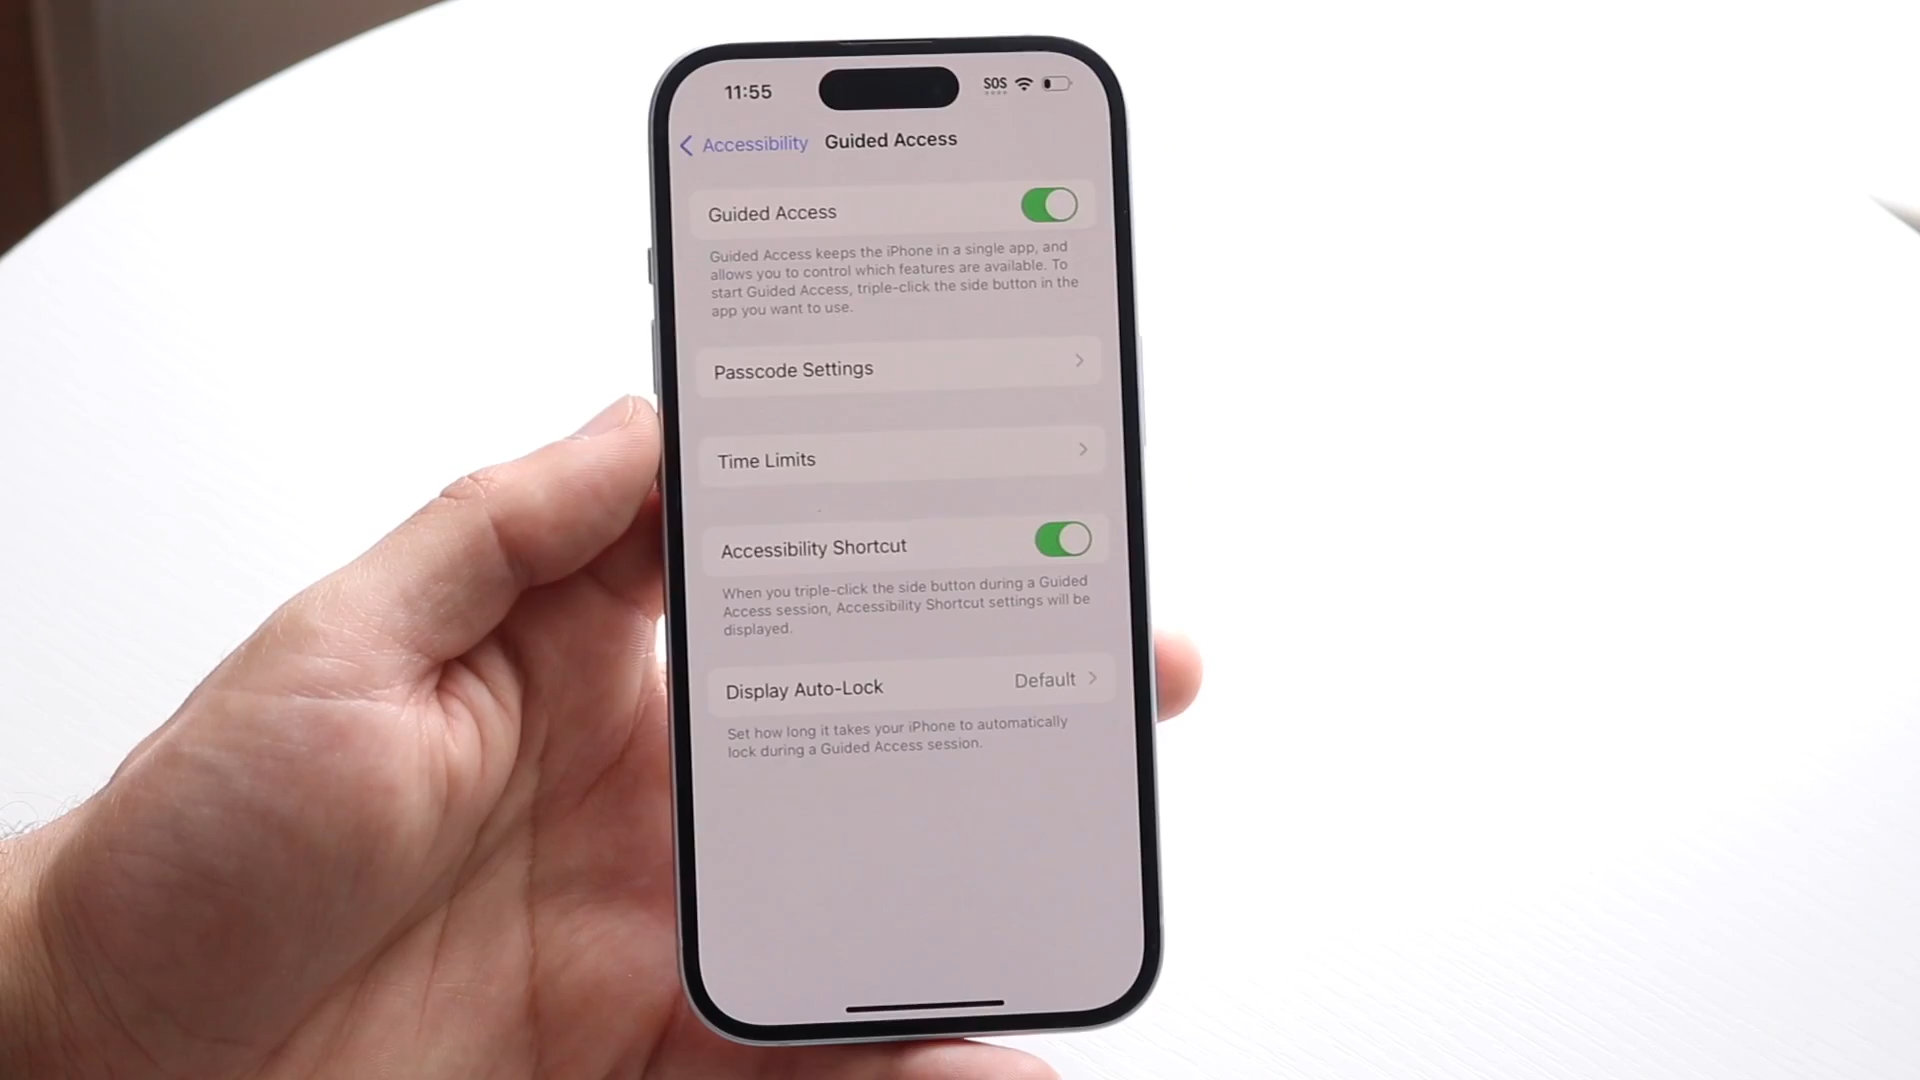 11:55 SOS
Accessibility Guided Access
Guided Access
Guided Access keeps the iPhone in a single app, and
allows you to control which features are available. To
start Guided Access, triple-click the side button in the
app you want to use.
Passcode Settings
Time Limits
Accessibility Shortcut
When you triple-click the side button during a Guided
Access session, Accessibility Shortcut settings will be
displayed.
Display Auto-Lock Default
Set how long it takes your iPhone to automatically
lock during a Guided Access session.